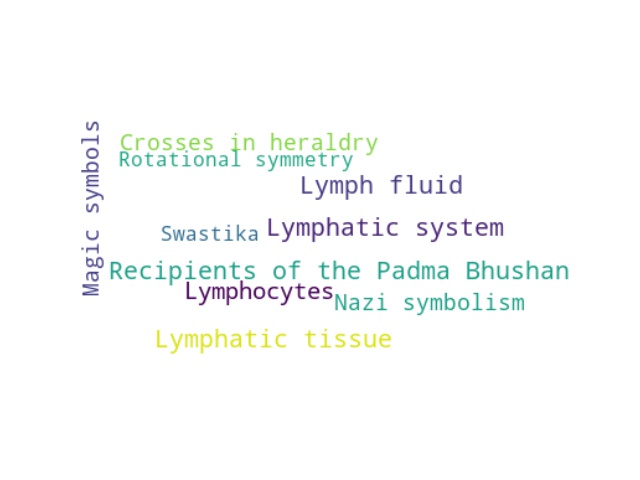 Magic symbols
Crosses in heraldry
Rotational symmetry
Lymph fluid
Swastika
Lymphatic system
Recipients of the Padma Bhushan
Lymphocytes
Nazi symbolism
Lymphatic tissue